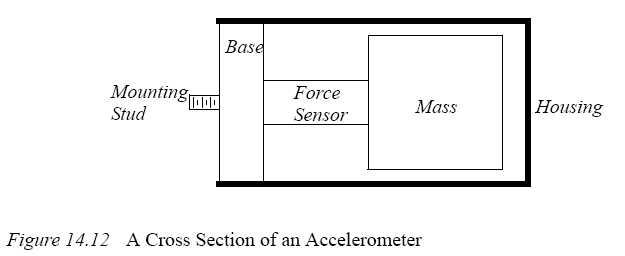 Base
Mounting
Stud
Force
Sensor
Mass
Housing
Figure 14.12 A Cross Section of an Accelerometer